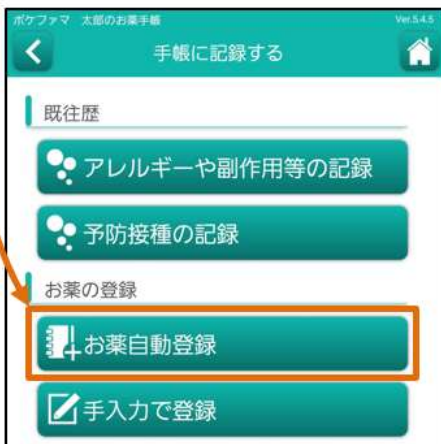 ポケファマ 太郎のお薬手帳 Ver.5.4.5
手帳に記録する
既往歴
アレルギーや副作用等の記録
予防接種の記録
お薬の登録
お薬自動登録
手入力で登録